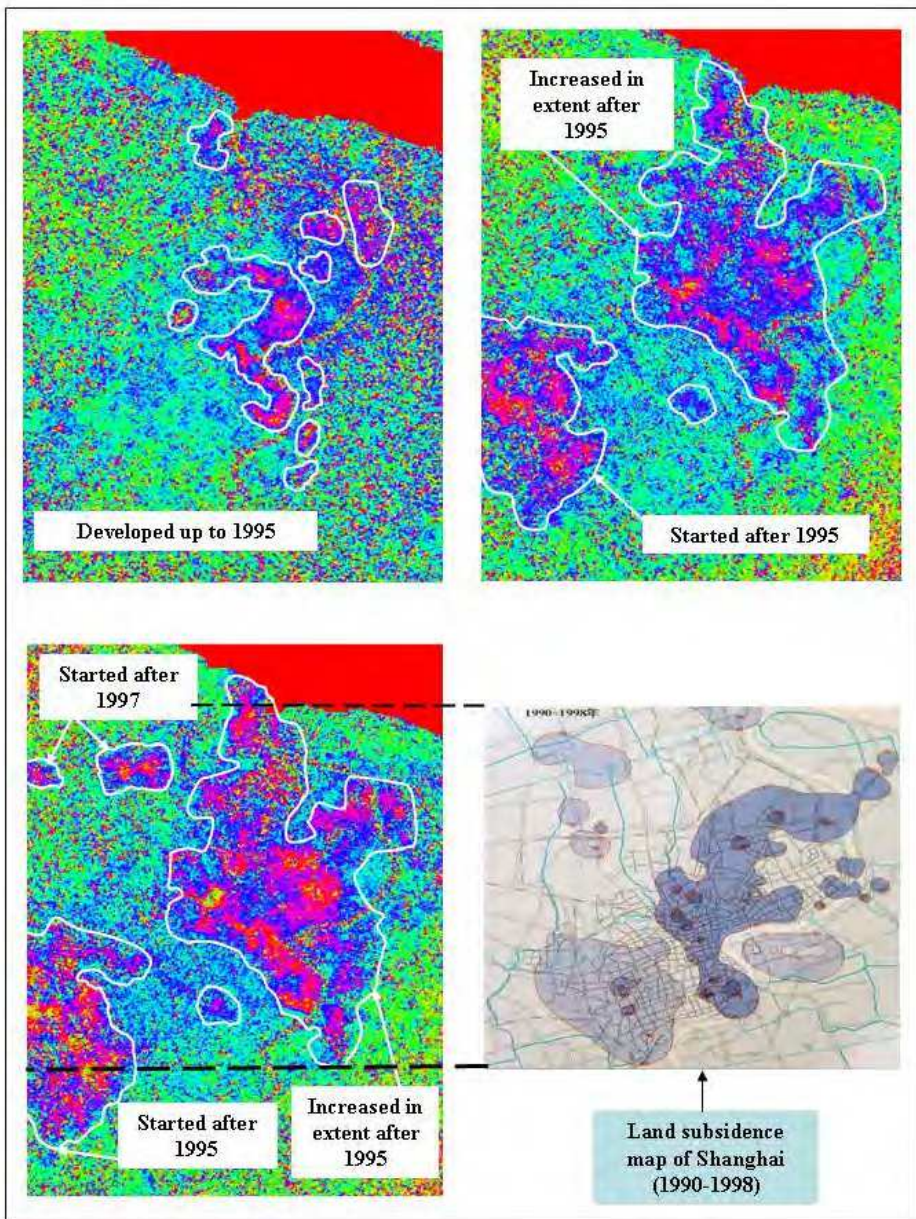 Increased in
extent after
1995
Developed up to 1995
Started after 1995
Started after
1997
Started after
1995
Increased in
extent after
1995
Land subsidence
map of Shanghai
(1990-1998)